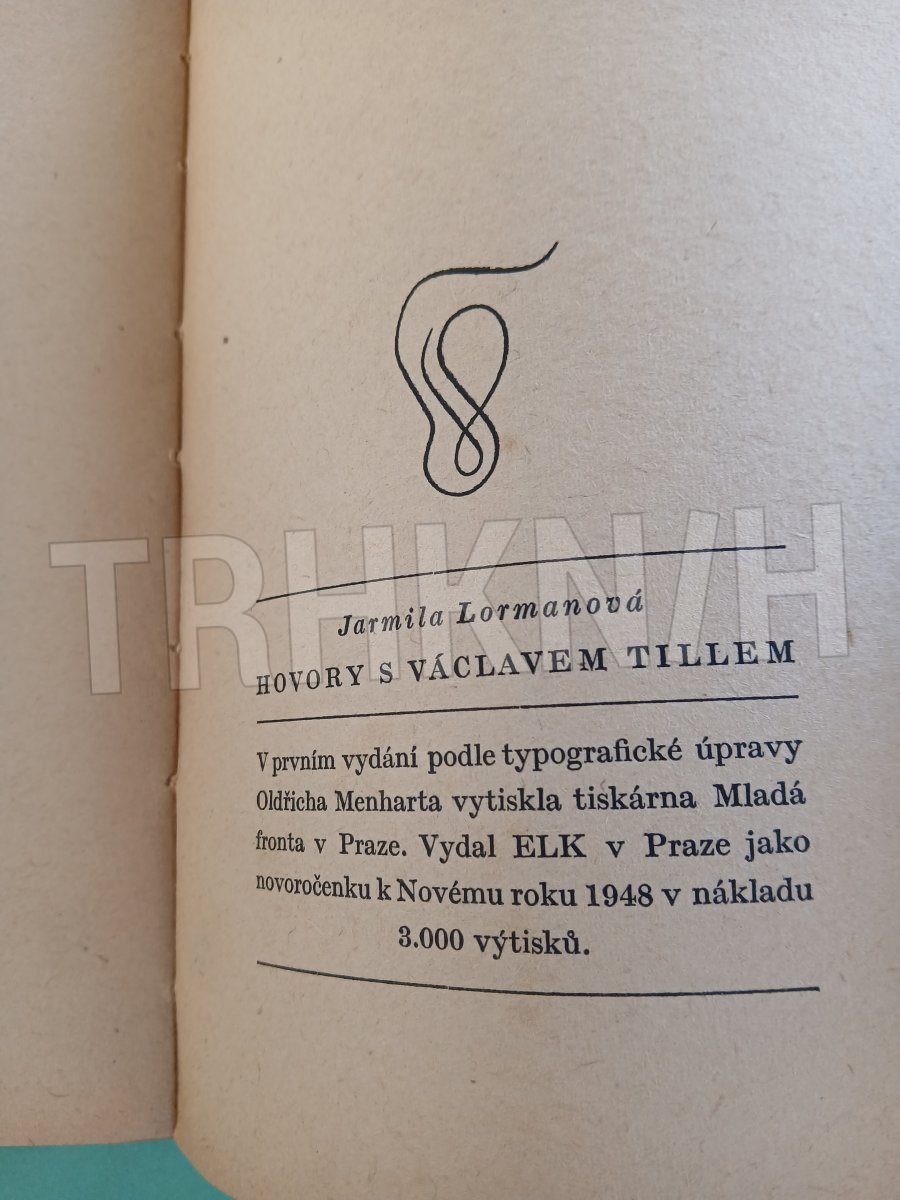 Jarmila Lormanová
HOVORY S VÁCLAVEM TILLEM
V prvním vydání podle typografické úpravy
Oldřicha Menharta vytiskla tiskárna Mladá
fronta v Praze. Vydal ELK v Praze jako
novoročenku k Novému roku 1948 v nákladu
3.000 výtisků.
TRHKNIH